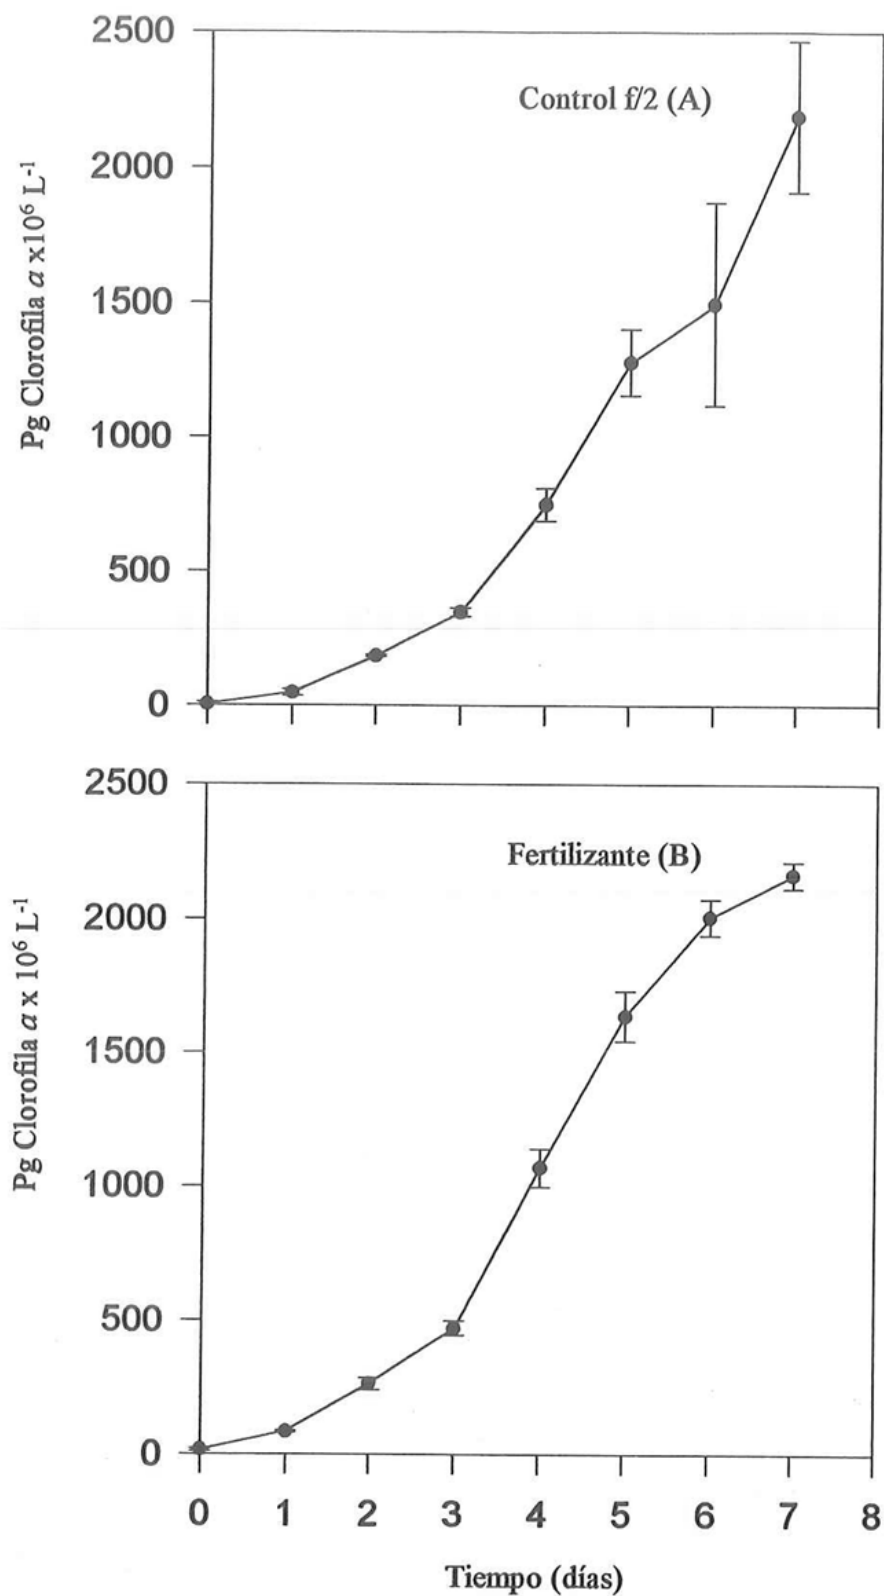 2500
Control f/2 (A)
2000
1500
1000
500
0
Pg Clorofila a x10⁶ L⁻¹
2500
Fertilizante (B)
2000
1500
1000
500
0
Pg Clorofila a x 10⁶ L⁻¹
0 1 2 3 4 5 6 7 8
Tiempo (días)